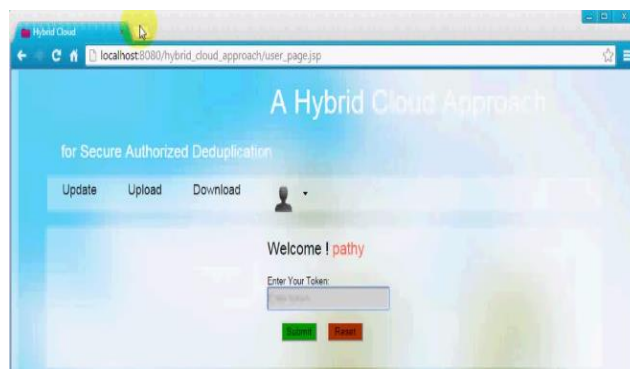 Hybrid Cloud
localhost:8080/hybrid_cloud_approach/user_page.jsp
A Hybrid Cloud Approach
for Secure Authorized Deduplication
Update Upload Download
Welcome ! pathy
Enter Your Token:
Submit Reset